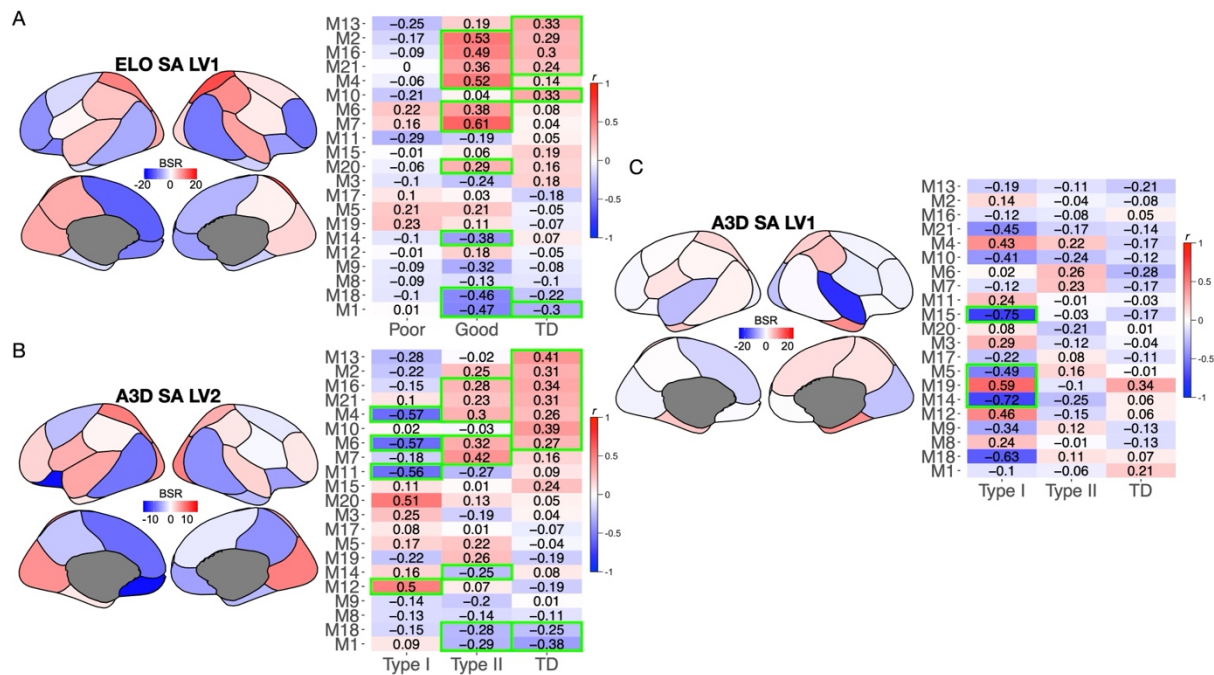 A
ELO SA LV1
BSR
-20 0 20
M13 −0.25 0.19 0.33
M2 −0.17 0.53 0.29
M16 −0.09 0.49 0.3
M21 0 0.36 0.24
M4 −0.06 0.52 0.14
M10 −0.21 0.04 0.33
M6 0.22 0.38 0.08
M7 0.16 0.61 0.04
M11 −0.29 −0.19 0.05
M15 −0.01 0.06 0.19
M20 −0.06 0.29 0.16
M3 −0.1 −0.24 0.18
M17 0.1 0.03 −0.18
M5 0.21 0.21 −0.05
M19 0.23 0.11 −0.07
M14 −0.1 −0.38 0.07
M12 −0.01 0.18 −0.05
M9 −0.09 −0.32 −0.08
M8 −0.09 −0.13 −0.1
M18 −0.1 −0.46 −0.22
M1 0.01 −0.47 −0.3
Poor Good TD
r
1
0.5
0
-0.5
-1
B
A3D SA LV2
BSR
-10 0 10
M13 −0.28 −0.02 0.41
M2 −0.22 0.25 0.31
M16 −0.15 0.28 0.34
M21 0.1 0.23 0.31
M4 −0.57 0.3 0.26
M10 0.02 −0.03 0.39
M6 −0.57 0.32 0.27
M7 −0.18 0.42 0.16
M11 −0.56 −0.27 0.09
M15 0.11 0.01 0.24
M20 0.51 0.13 0.05
M3 0.25 −0.19 0.04
M17 0.08 0.01 −0.07
M5 0.17 0.22 −0.04
M19 −0.22 0.26 −0.19
M14 0.16 −0.25 0.08
M12 0.5 0.07 −0.19
M9 −0.14 −0.2 0.01
M8 −0.13 −0.14 −0.11
M18 −0.15 −0.28 −0.25
M1 0.09 −0.29 −0.38
Type I Type II TD
r
1
0.5
0
-0.5
-1
C
A3D SA LV1
BSR
-20 0 20
M13 −0.19 −0.11 −0.21
M2 0.14 −0.04 −0.08
M16 −0.12 −0.08 0.05
M21 −0.45 −0.17 −0.14
M4 0.43 0.22 −0.17
M10 −0.41 −0.24 −0.12
M6 0.02 0.26 −0.28
M7 −0.12 0.23 −0.17
M11 0.24 −0.01 −0.03
M15 −0.75 −0.03 −0.17
M20 0.08 −0.21 0.01
M3 0.29 −0.12 −0.04
M17 −0.22 0.08 −0.11
M5 −0.49 0.16 −0.01
M19 0.59 −0.1 0.34
M14 −0.72 −0.25 0.06
M12 0.46 −0.15 0.06
M9 −0.34 0.12 −0.13
M8 0.24 −0.01 −0.13
M18 −0.63 0.11 0.07
M1 −0.1 −0.06 0.21
Type I Type II TD
r
1
0.5
0
-0.5
-1